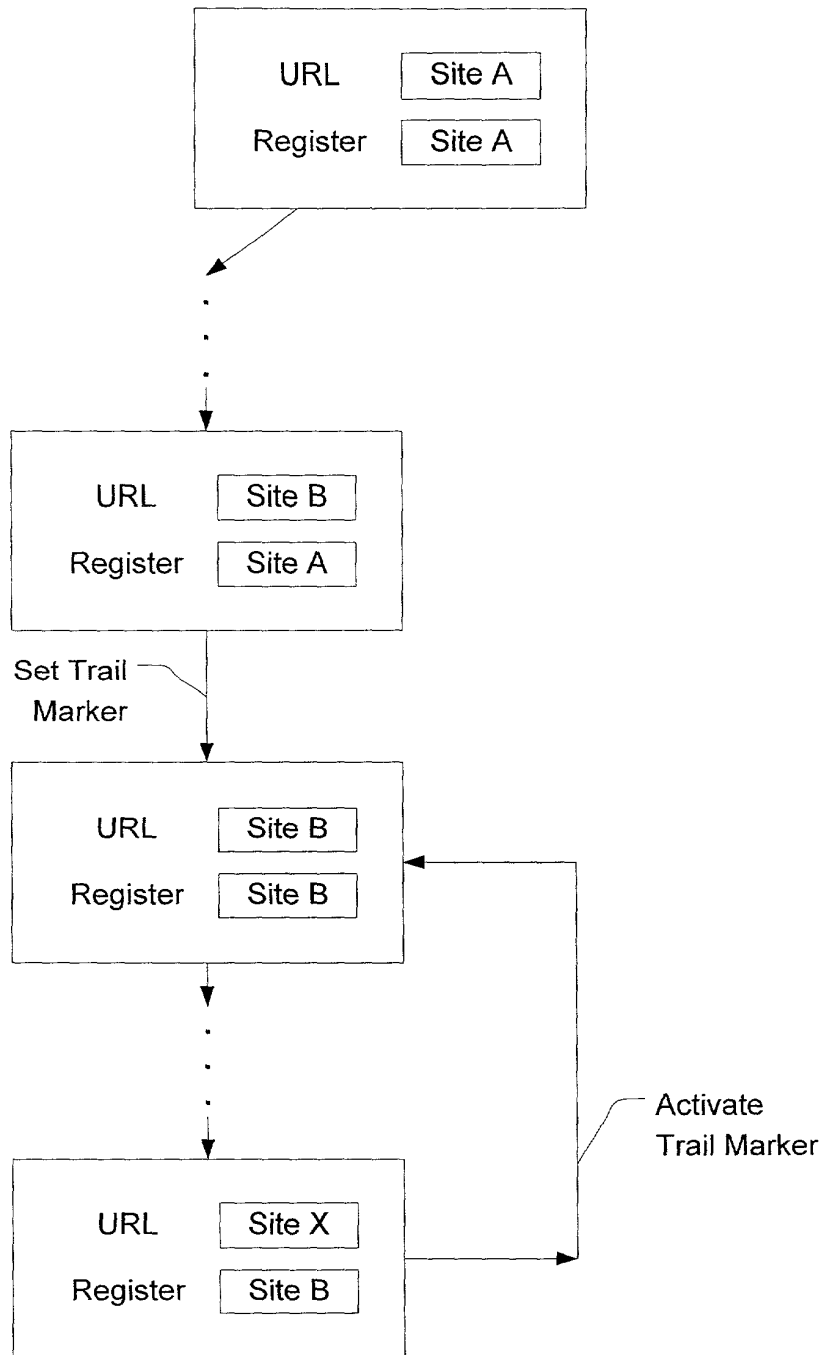 URL Site A
Register Site A
URL Site B
Register Site A
Set Trail
Marker
URL Site B
Register Site B
Activate
Trail Marker
URL Site X
Register Site B